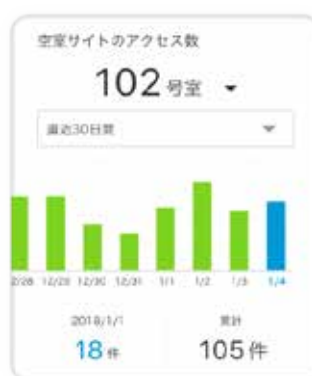 空室サイトのアクセス数
102号室
直近30日間
2/28 12/29 12/30 12/31 1/1 1/2 1/3 1/4
2018/1/1 累計
18件 105件